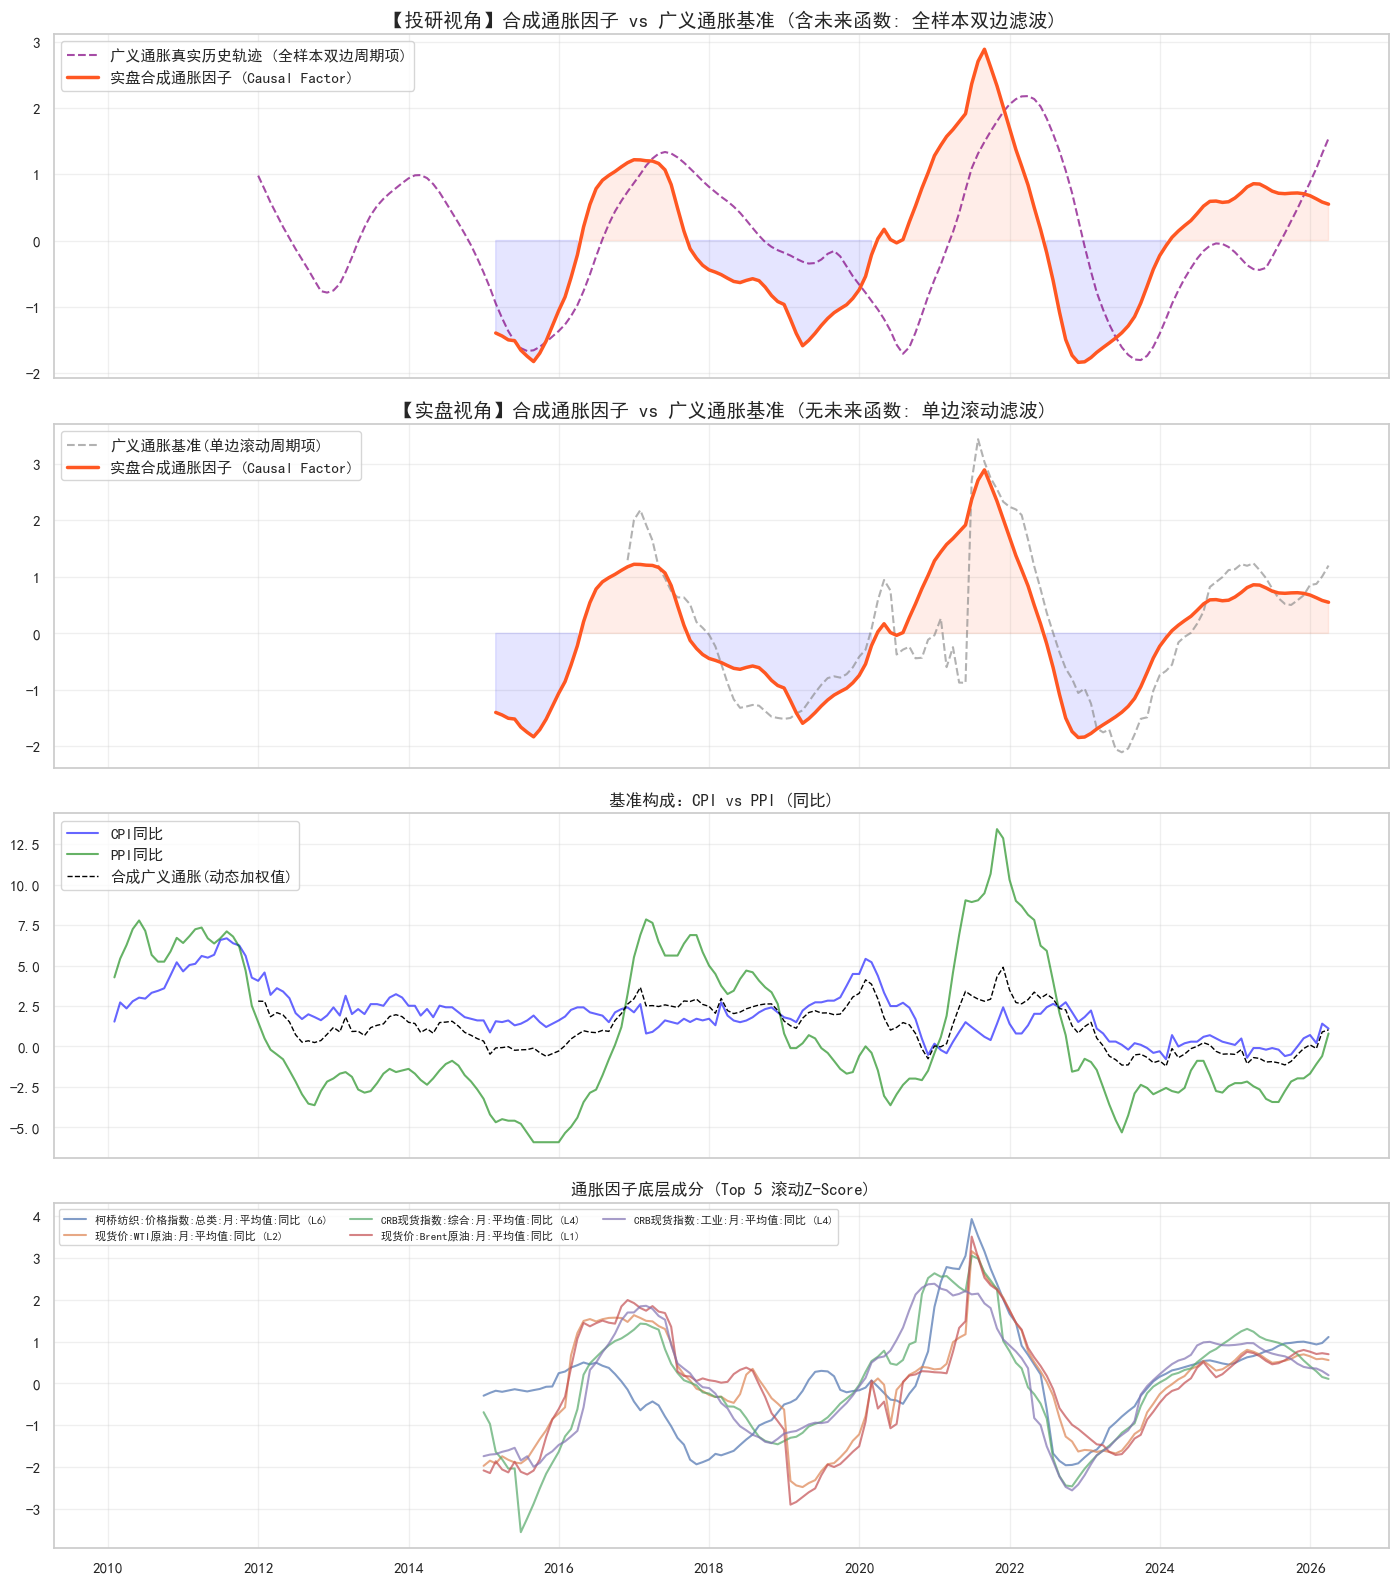 【投研视角】合成通胀因子 vs 广义通胀基准 (含未来函数: 全样本双边滤波)
广义通胀真实历史轨迹 (全样本双边周期项)
实盘合成通胀因子 (Causal Factor)
3
2
1
0
−1
−2
【实盘视角】合成通胀因子 vs 广义通胀基准 (无未来函数: 单边滚动滤波)
广义通胀基准(单边滚动周期项)
实盘合成通胀因子 (Causal Factor)
3
2
1
0
−1
−2
基准构成：CPI vs PPI (同比)
CPI同比
PPI同比
合成广义通胀(动态加权值)
12.5
10.0
7.5
5.0
2.5
0.0
−2.5
−5.0
通胀因子底层成分 (Top 5 滚动Z-Score)
柯桥纺织:价格指数:总类:月:平均值:同比 (L6)
现货价:WTI原油:月:平均值:同比 (L2)
CRB现货指数:综合:月:平均值:同比 (L4)
现货价:Brent原油:月:平均值:同比 (L1)
CRB现货指数:工业:月:平均值:同比 (L4)
4
3
2
1
0
−1
−2
−3
2010 2012 2014 2016 2018 2020 2022 2024 2026